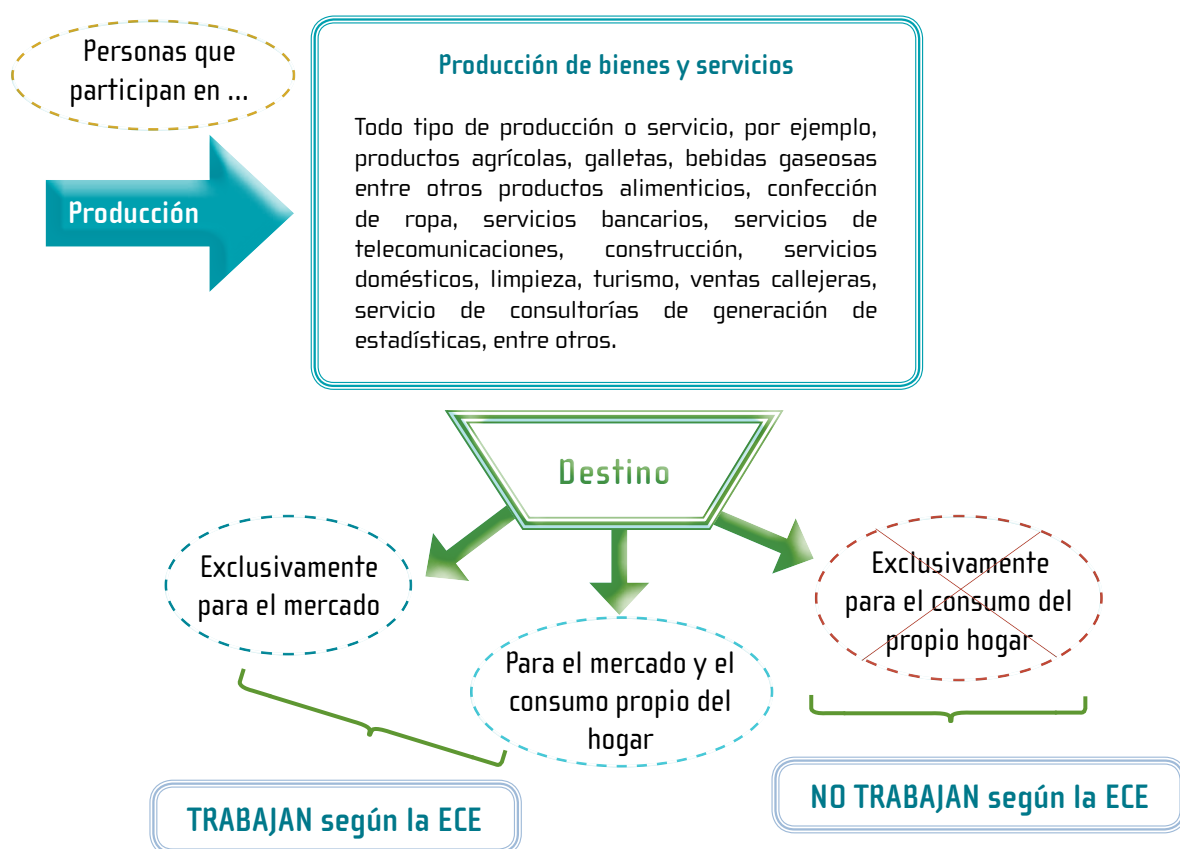 Personas que
participan en ...
Producción
Producción de bienes y servicios
Todo tipo de producción o servicio, por ejemplo,
productos agrícolas, galletas, bebidas gaseosas
entre otros productos alimenticios, confección
de ropa, servicios bancarios, servicios de
telecomunicaciones, construcción, servicios
domésticos, limpieza, turismo, ventas callejeras,
servicio de consultorías de generación de
estadísticas, entre otros.
Destino
Exclusivamente
para el mercado
Para el mercado y el
consumo propio del
hogar
Exclusivamente
para el consumo del
propio hogar
TRABAJAN según la ECE
NO TRABAJAN según la ECE